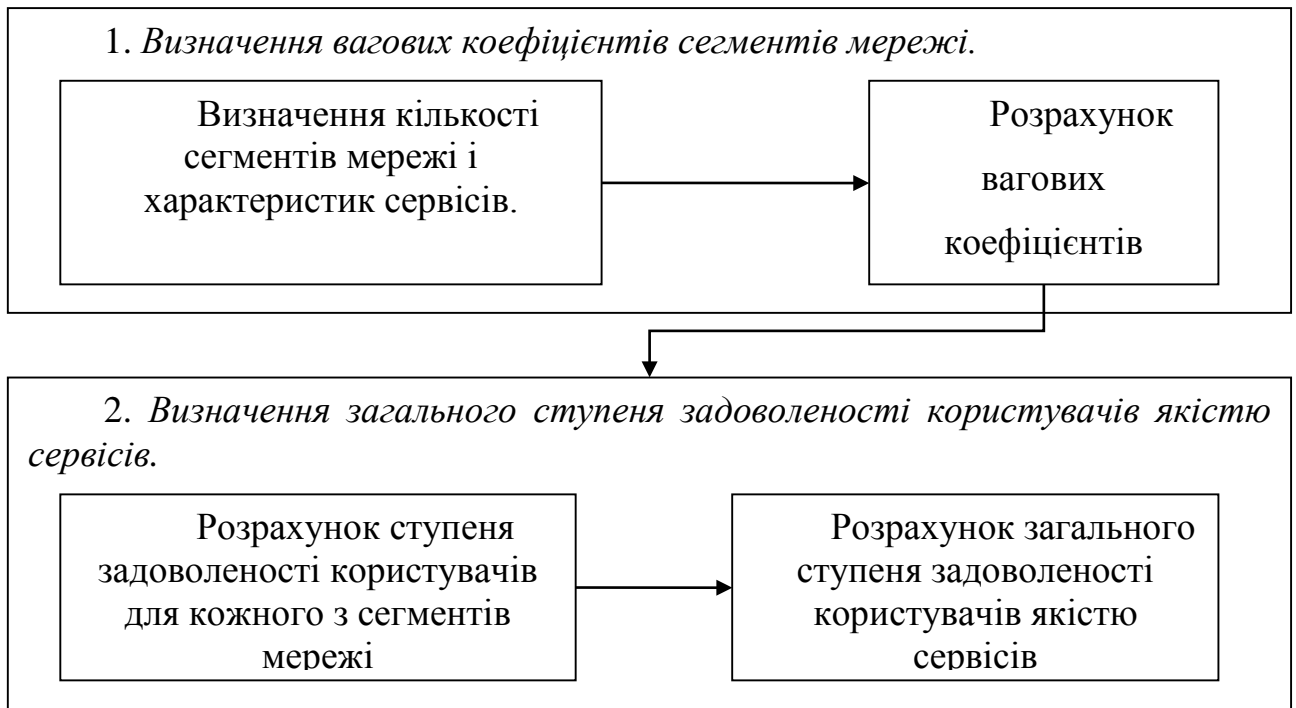 1. Визначення вагових коефіцієнтів сегментів мережі.
Визначення кількості
сегментів мережі і
характеристик сервісів.
Розрахунок
вагових
коефіцієнтів
2. Визначення загального ступеня задоволеності користувачів якістю
сервісів.
Розрахунок ступеня
задоволеності користувачів
для кожного з сегментів
мережі
Розрахунок загального
ступеня задоволеності
користувачів якістю
сервісів